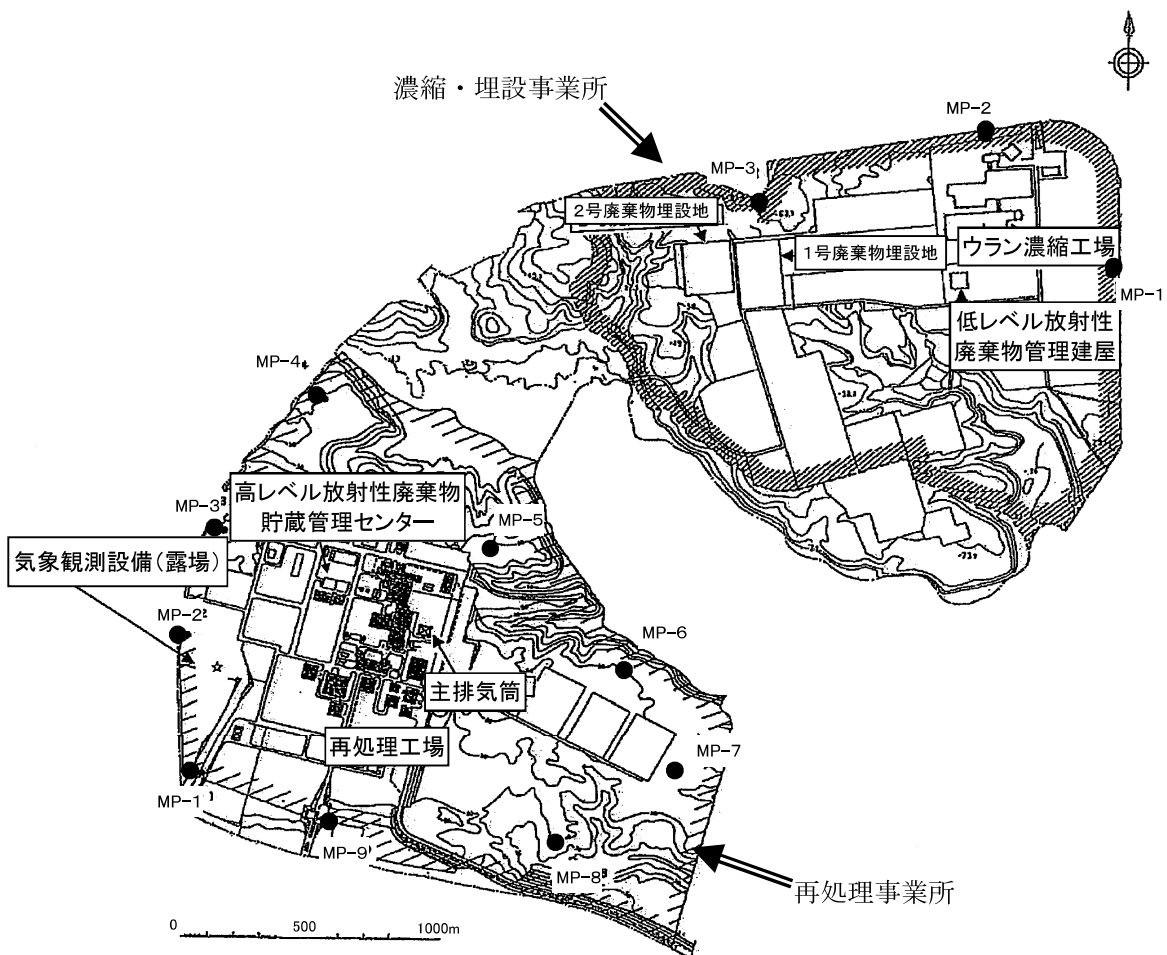 濃縮・埋設事業所
MP-2
MP-3
2号廃棄物埋設地
1号廃棄物埋設地
ウラン濃縮工場
MP-1
低レベル放射性
廃棄物管理建屋
MP-4
高レベル放射性廃棄物
貯蔵管理センター
MP-3
MP-5
気象観測設備(露場)
MP-2
MP-6
主排気筒
再処理工場
MP-7
MP-1
MP-9
MP-8
再処理事業所
0
500
1000m